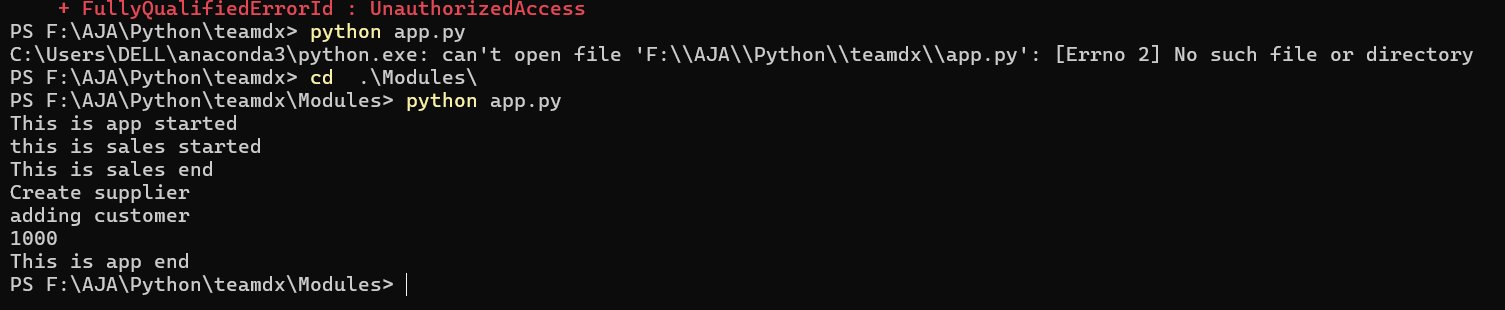 + FullyQualifiedErrorId : UnauthorizedAccess
PS F:\AJA\Python\teamdx> python app.py
C:\Users\DELL\anaconda3\python.exe: can't open file 'F:\\AJA\\Python\\teamdx\\app.py': [Errno 2] No such file or directory
PS F:\AJA\Python\teamdx> cd  .\Modules\
PS F:\AJA\Python\teamdx\Modules> python app.py
This is app started
this is sales started
This is sales end
Create supplier
adding customer
1000
This is app end
PS F:\AJA\Python\teamdx\Modules>